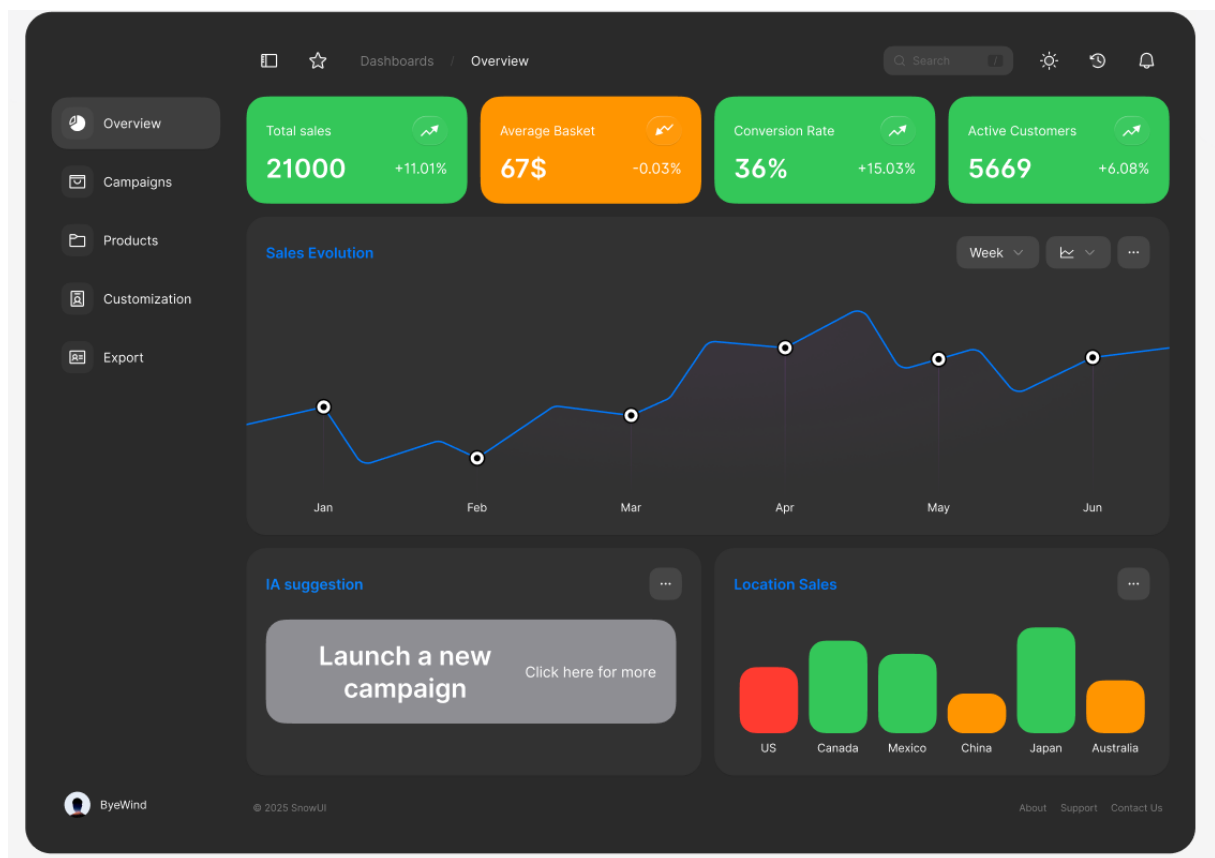 Dashboards / Overview
Search /
Overview
Campaigns
Products
Customization
Export
Total sales
21000 +11.01%
Average Basket
67$ -0.03%
Conversion Rate
36% +15.03%
Active Customers
5669 +6.08%
Sales Evolution
Week
Jan Feb Mar Apr May Jun
IA suggestion
Launch a new
campaign
Click here for more
Location Sales
US Canada Mexico China Japan Australia
ByeWind
© 2025 SnowUI
About Support Contact Us